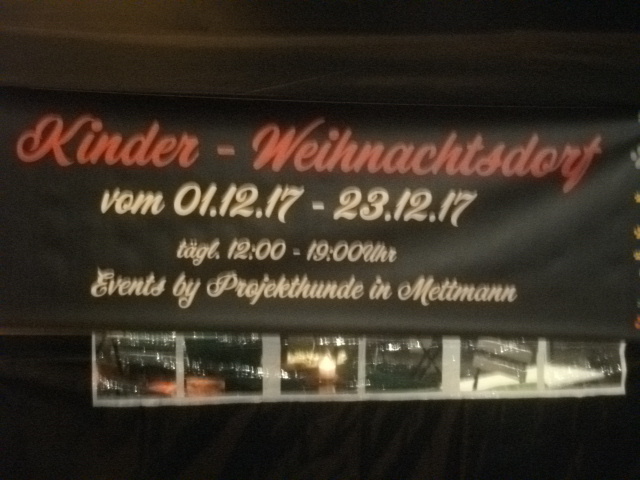 Kinder - Weihnachtsdorf
vom 01.12.17 - 23.12.17
tägl. 12:00 - 19:00Uhr
Events by Projekthunde in Mettmann